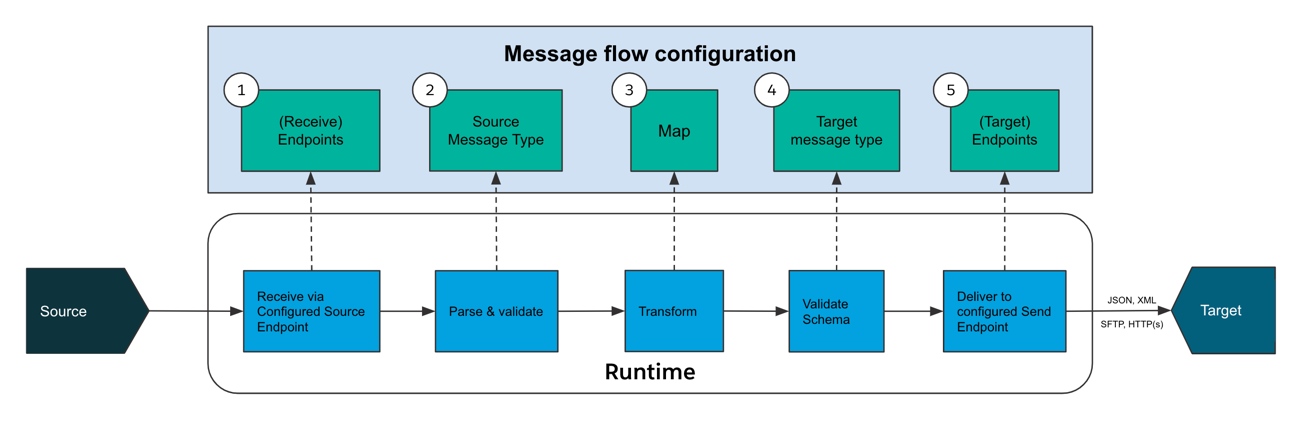 Message flow configuration
1
(Receive)
Endpoints
2
Source
Message Type
3
Map
4
Target
message type
5
(Target)
Endpoints
Source
Receive via
Configured Source
Endpoint
Parse & validate
Transform
Validate
Schema
Deliver to
configured Send
Endpoint
JSON, XML
SFTP, HTTP(s)
Target
Runtime